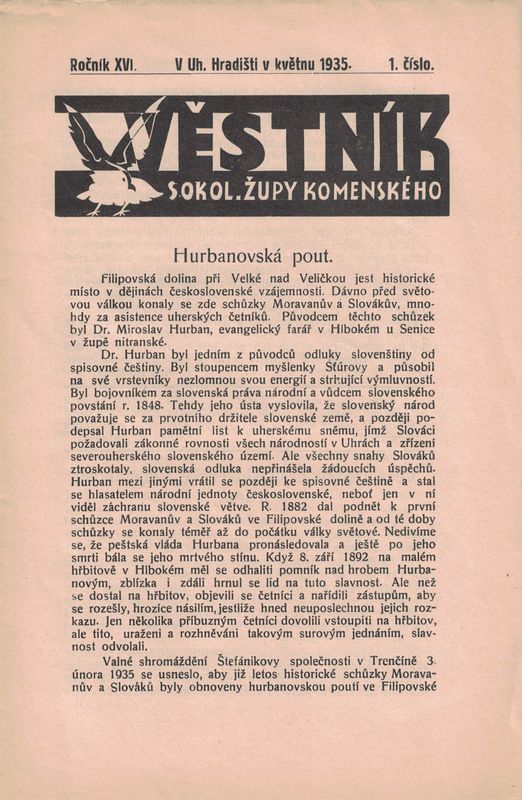 Ročník XVI. V Uh. Hradišti v květnu 1935. 1. číslo.
VĚSTNÍK
SOKOL. ŽUPY KOMENSKÉHO
Hurbanovská pout.
Filipovská dolina při Velké nad Veličkou jest historické
místo v dějinách československé vzájemnosti. Dávno před světo-
vou válkou konaly se zde schůzky Moravanův a Slovákův, mno-
hdy za asistence uherských četníků. Původcem těchto schůzek
byl Dr. Miroslav Hurban, evangelický farář v Hlbokém u Senice
v župě nitranské.
Dr. Hurban byl jedním z původců odluky slovenštiny od
spisovné češtiny. Byl stoupencem myšlenky Štúrovy a působil
na své vrstevníky nezlomnou svou energií a strhující výmluvností.
Byl bojovníkem za slovenská práva národní a vůdcem slovenského
povstání r. 1848. Tehdy jeho ústa vyslovila, že slovenský národ
považuje se za prvotního držitele slovenské země, a později po-
depsal Hurban pamětní list k uherskému sněmu, jímž Slováci
požadovali zákonné rovnosti všech národností v Uhrách a zřízení
severouherského slovenského území. Ale všechny snahy Slováků
ztroskotaly, slovenská odluka nepřinášela žádoucích úspěchů.
Hurban mezi jinými vrátil se později ke spisovné češtině a stal
se hlasatelem národní jednoty československé, neboť jen v ní
viděl záchranu slovenské větve. R. 1882 dal podnět k první
schůzce Moravanův a Slováků ve Filipovské dolině a od té doby
schůzky se konaly téměř až do počátku války světové. Nedivíme
se, že peštská vláda Hurbana pronásledovala a ještě po jeho
smrti bála se jeho mrtvého stínu. Když 8. září 1892 na malém
hřbitově v Hlbokém měl se odhaliti pomník nad hrobem Hurba-
novým, zblízka i zdáli hrnul se lid na tuto slavnost. Ale než
se dostal na hřbitov, objevili se četníci a nařídili zástupům, aby
se rozešly, hrozíce násilím, jestliže hned neuposlechnou jejich roz-
kazu. Jen několika příbuzným četníci dovolili vstoupiti na hřbitov,
ale tito, uraženi a rozhněváni takovým surovým jednáním, slav-
nost odvolali.
Valné shromáždění Štefánikovy společnosti v Trenčíně 3.
února 1935 se usneslo, aby již letos historické schůzky Morava-
nův a Slováků byly obnoveny hurbanovskou poutí ve Filipovské